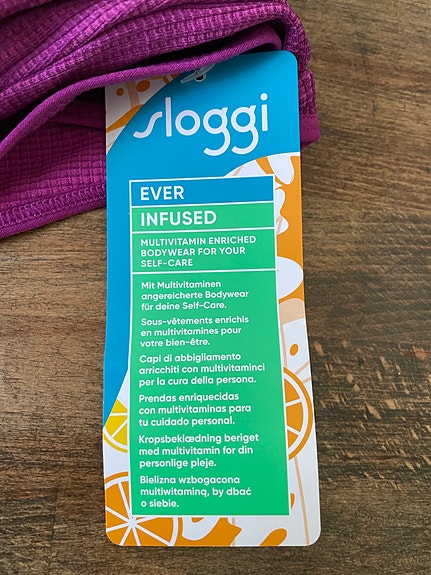 sloggi
EVER
INFUSED
MULTIVITAMIN ENRICHED
BODYWEAR FOR YOUR
SELF-CARE
Mit Multivitaminen
angereicherte Bodywear
für deine Self-Care.
Sous-vêtements enrichis
en multivitamines pour
votre bien-être.
Capi di abbigliamento
arricchiti con multivitaminci
per la cura della persona.
Prendas enriquecidas
con multivitaminas para
tu cuidado personal.
Kropsbeklædning beriget
med multivitamin for din
personlige pleje.
Bielizna wzbogacona
multiwitaminą, by dbać
o siebie.